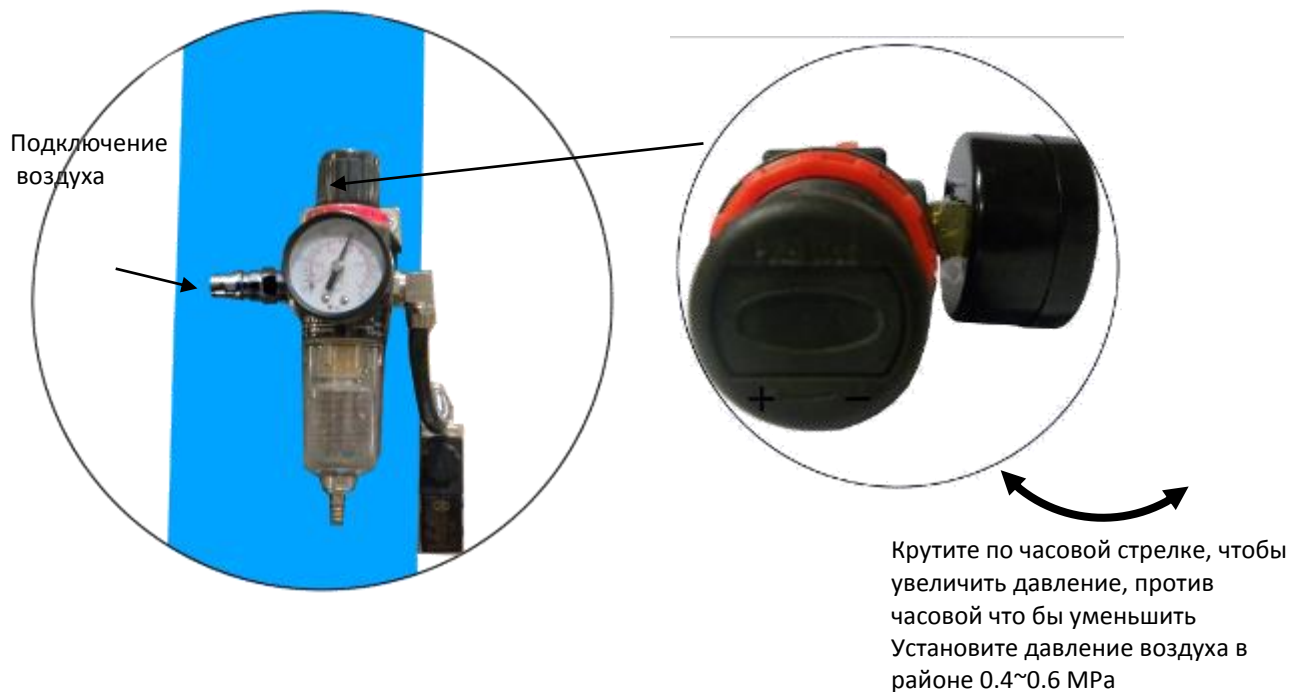 Подключение
воздуха
+ −
Крутите по часовой стрелке, чтобы
увеличить давление, против
часовой что бы уменьшить
Установите давление воздуха в
районе 0.4~0.6 MPa